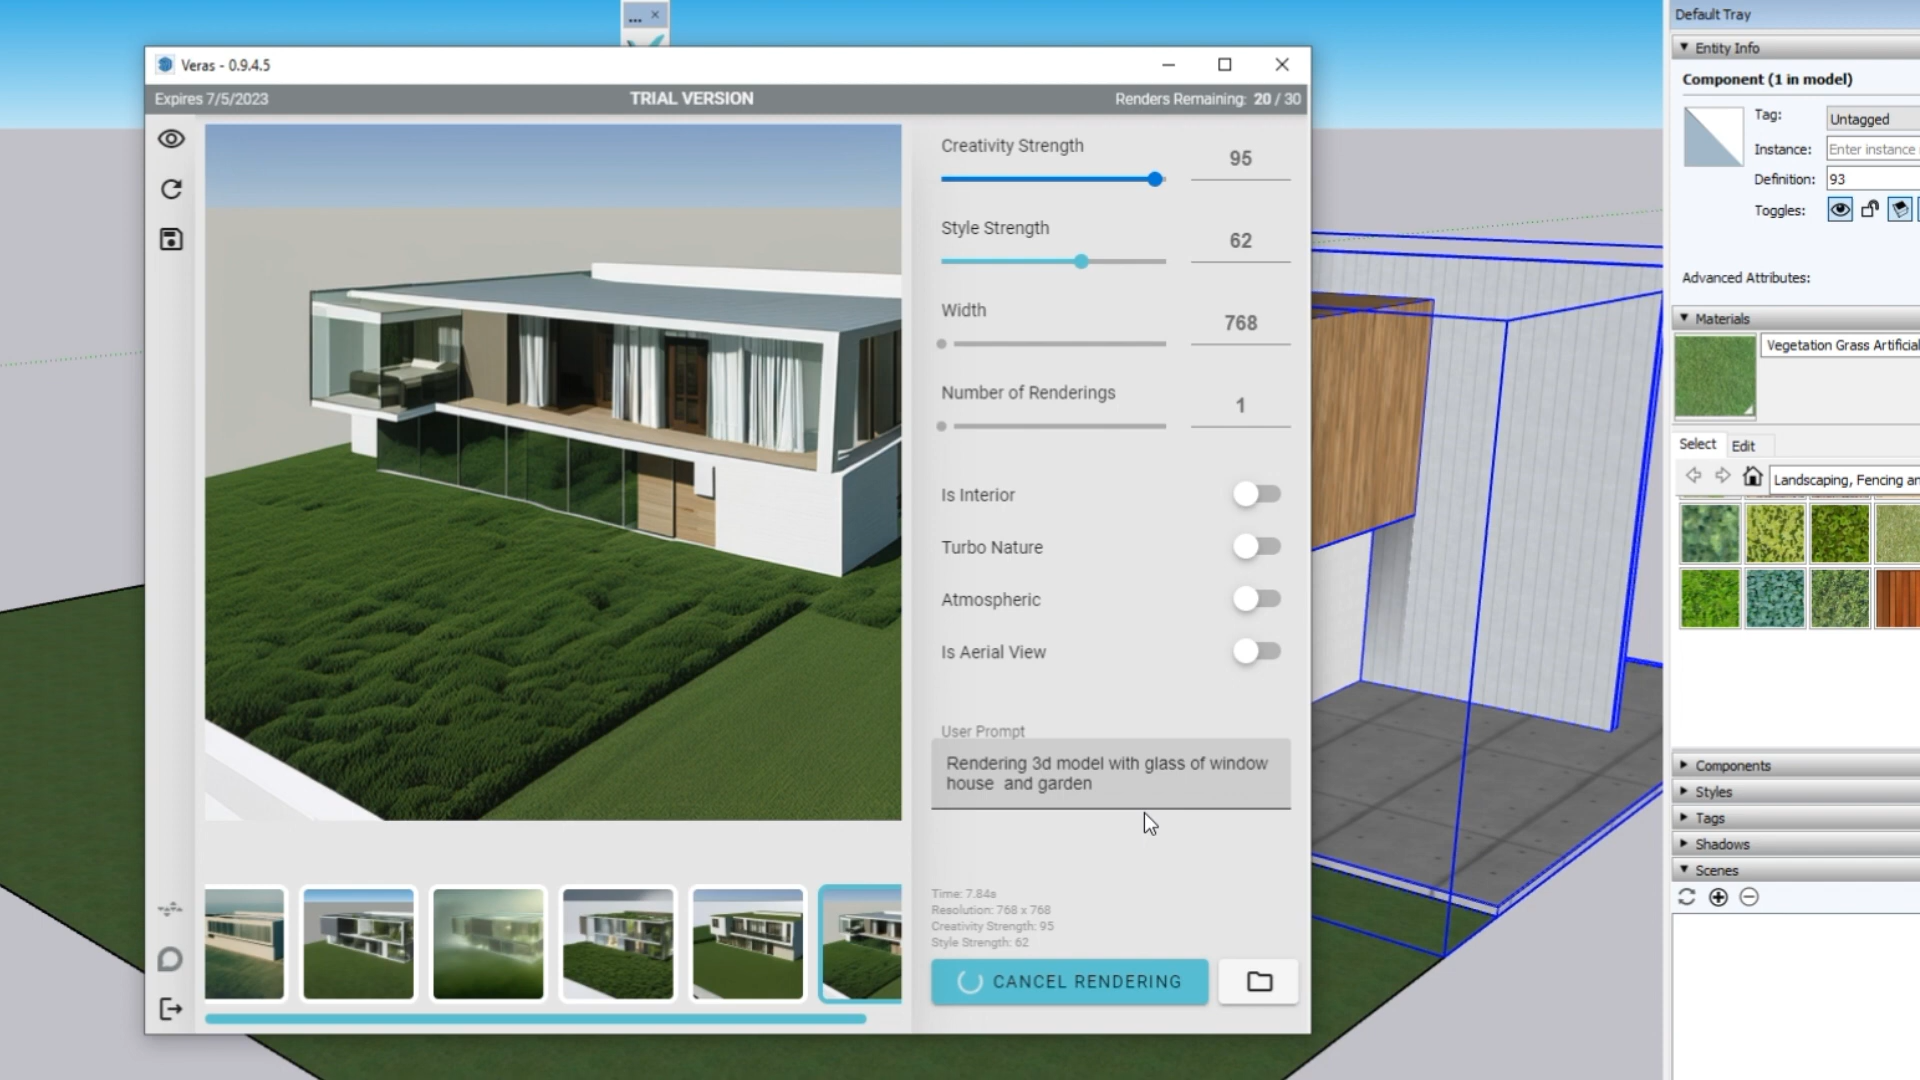 ...
Default Tray
Entity Info
Component (1 in model)
Tag:
Untagged
Instance:
Enter instance
Definition:
93
Toggles:
Advanced Attributes:
Materials
Vegetation Grass Artificial
Select
Edit
Landscaping, Fencing an
Components
Styles
Tags
Shadows
Scenes
Veras - 0.9.4.5
Expires 7/5/2023
TRIAL VERSION
Renders Remaining: 20 / 30
Creativity Strength
95
Style Strength
62
Width
768
Number of Renderings
1
Is Interior
Turbo Nature
Atmospheric
Is Aerial View
User Prompt
Rendering 3d model with glass of window
house  and garden
Time: 7.84s
Resolution: 768 x 768
Creativity Strength: 95
Style Strength: 62
CANCEL RENDERING